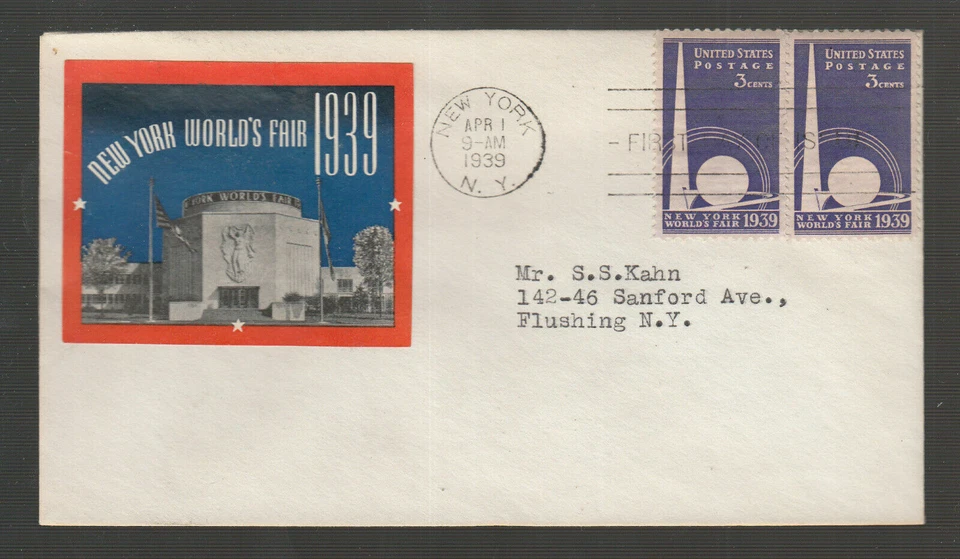 NEW YORK WORLD'S FAIR 1939
YORK WORLD'S FAIR
NEW YORK
APR 1
9-AM
1939
N. Y.
FIRST
UNITED STATES
POSTAGE
3 CENTS
NEW YORK
WORLD'S FAIR 1939
UNITED STATES
POSTAGE
3 CENTS
NEW YORK
WORLD'S FAIR 1939
Mr. S.S.Kahn
142-46 Sanford Ave.,
Flushing N.Y.